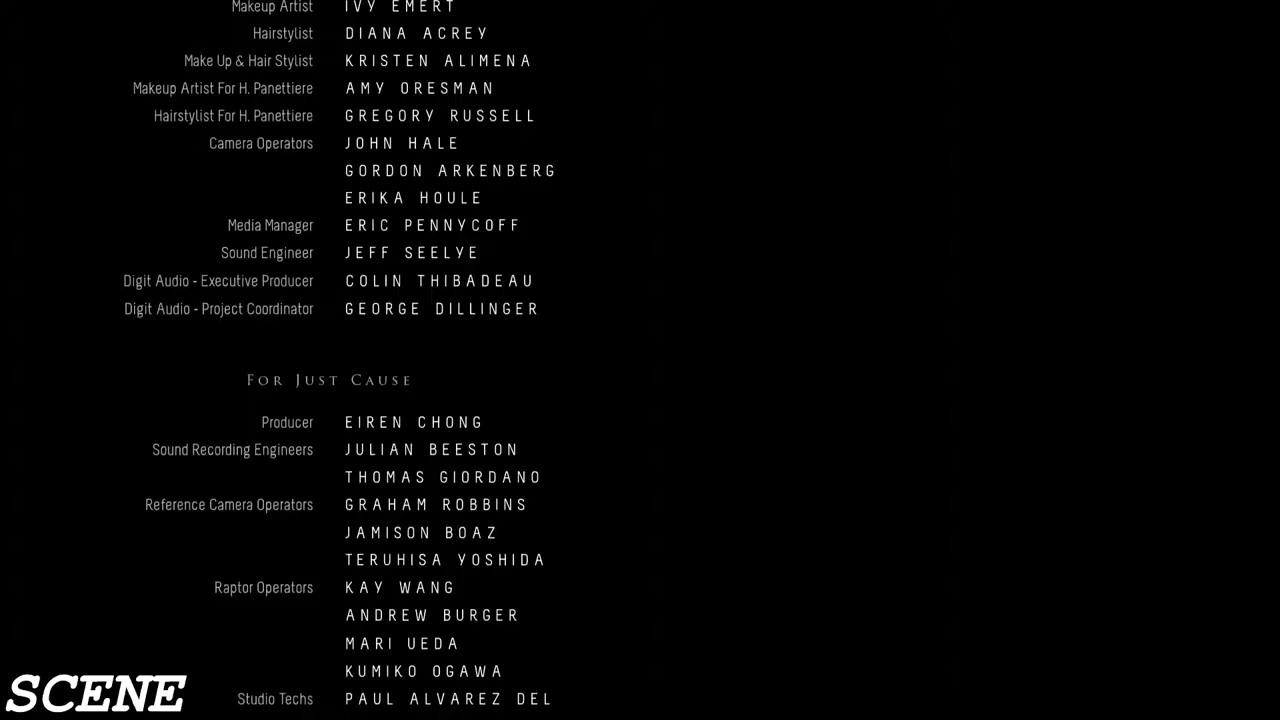 Makeup Artist IVY EMERT
Hairstylist DIANA ACREY
Make Up & Hair Stylist KRISTEN ALIMENA
Makeup Artist For H. Panettiere AMY ORESMAN
Hairstylist For H. Panettiere GREGORY RUSSELL
Camera Operators JOHN HALE
GORDON ARKENBERG
ERIKA HOULE
Media Manager ERIC PENNYCOFF
Sound Engineer JEFF SEELYE
Digit Audio - Executive Producer COLIN THIBADEAU
Digit Audio - Project Coordinator GEORGE DILLINGER
For Just Cause
Producer EIREN CHONG
Sound Recording Engineers JULIAN BEESTON
THOMAS GIORDANO
Reference Camera Operators GRAHAM ROBBINS
JAMISON BOAZ
TERUHISA YOSHIDA
Raptor Operators KAY WANG
ANDREW BURGER
MARI UEDA
KUMIKO OGAWA
Studio Techs PAUL ALVAREZ DEL
SCENE